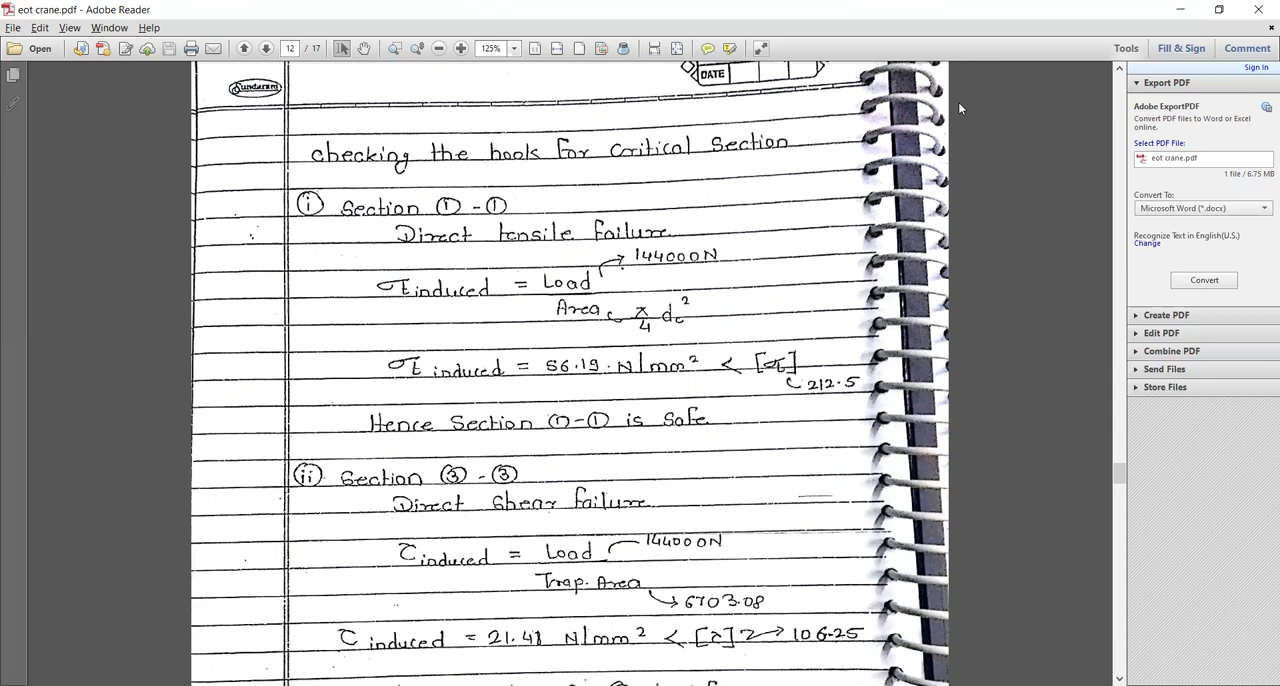 eot crane.pdf - Adobe Reader
File Edit View Window Help
Open 12 / 17 125% Tools Fill & Sign Comment
Sign In
Export PDF
Adobe ExportPDF
Convert PDF files to Word or Excel
online.
Select PDF File:
eot crane.pdf
1 file / 6.75 MB
Convert To:
Microsoft Word (*.docx)
Recognize Text in English(U.S.)
Change
Convert
Create PDF
Edit PDF
Combine PDF
Send Files
Store Files
Sundaram
DATE
checking the hook for critical section
(i) Section ① - ①
Direct tensile failure
→ 144000N
σt induced = Load
Area π/4 dc²
σt induced = 56.19 N/mm² < [σt]
212.5
Hence Section ①-① is safe
(ii) Section ③ - ③
Direct Shear failure
τ induced = Load 144000N
Trap. Area
→ 6703.08
τ induced = 21.48 N/mm² < [τ] → 106.25